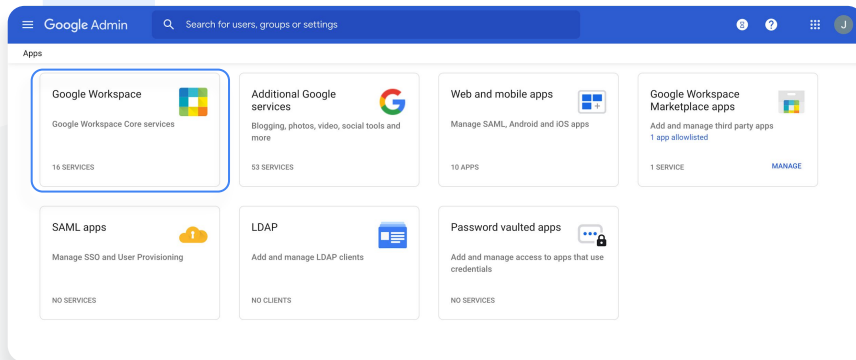 Google Admin
Search for users, groups or settings
8
?
J
Apps
Google Workspace
Google Workspace Core services
16 SERVICES
Additional Google
services
Blogging, photos, video, social tools and
more
53 SERVICES
Web and mobile apps
Manage SAML, Android and iOS apps
10 APPS
Google Workspace
Marketplace apps
Add and manage third party apps
1 app allowlisted
1 SERVICE
MANAGE
SAML apps
Manage SSO and User Provisioning
NO SERVICES
LDAP
Add and manage LDAP clients
NO CLIENTS
Password vaulted apps
Add and manage access to apps that use
credentials
NO SERVICES